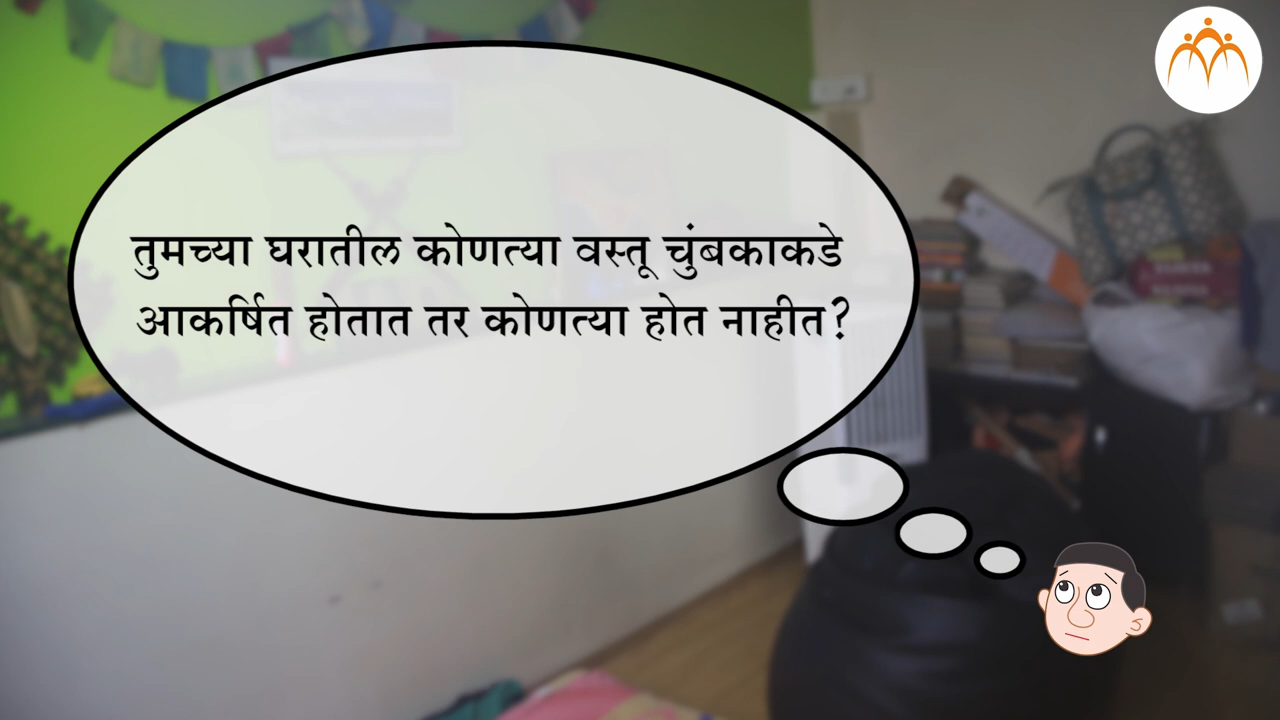 तुमच्या घरातील कोणत्या वस्तू चुंबकाकडे
आकर्षित होतात तर कोणत्या होत नाहीत?